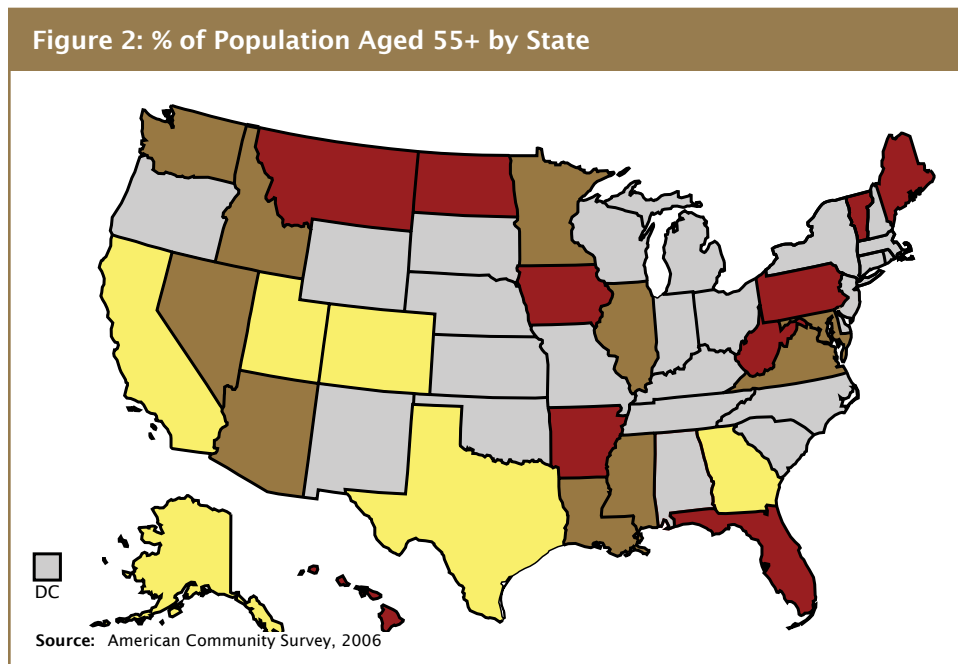 Figure 2: % of Population Aged 55+ by State
DC
Source: American Community Survey, 2006